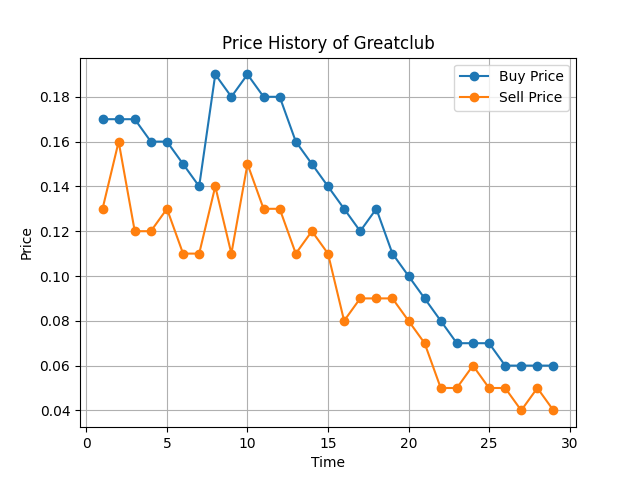 Price History of Greatclub
Buy Price
Sell Price
0.18
0.16
0.14
0.12
0.10
0.08
0.06
0.04
Price
0 5 10 15 20 25 30
Time